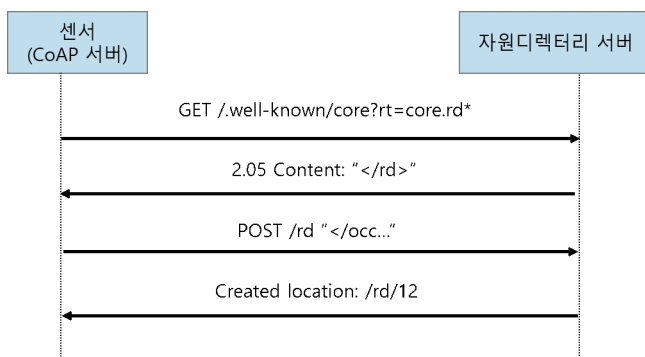 센서
(CoAP 서버)
자원디렉터리 서버
GET /.well-known/core?rt=core.rd*
2.05 Content: “</rd>”
POST /rd ”</occ...”
Created location: /rd/12